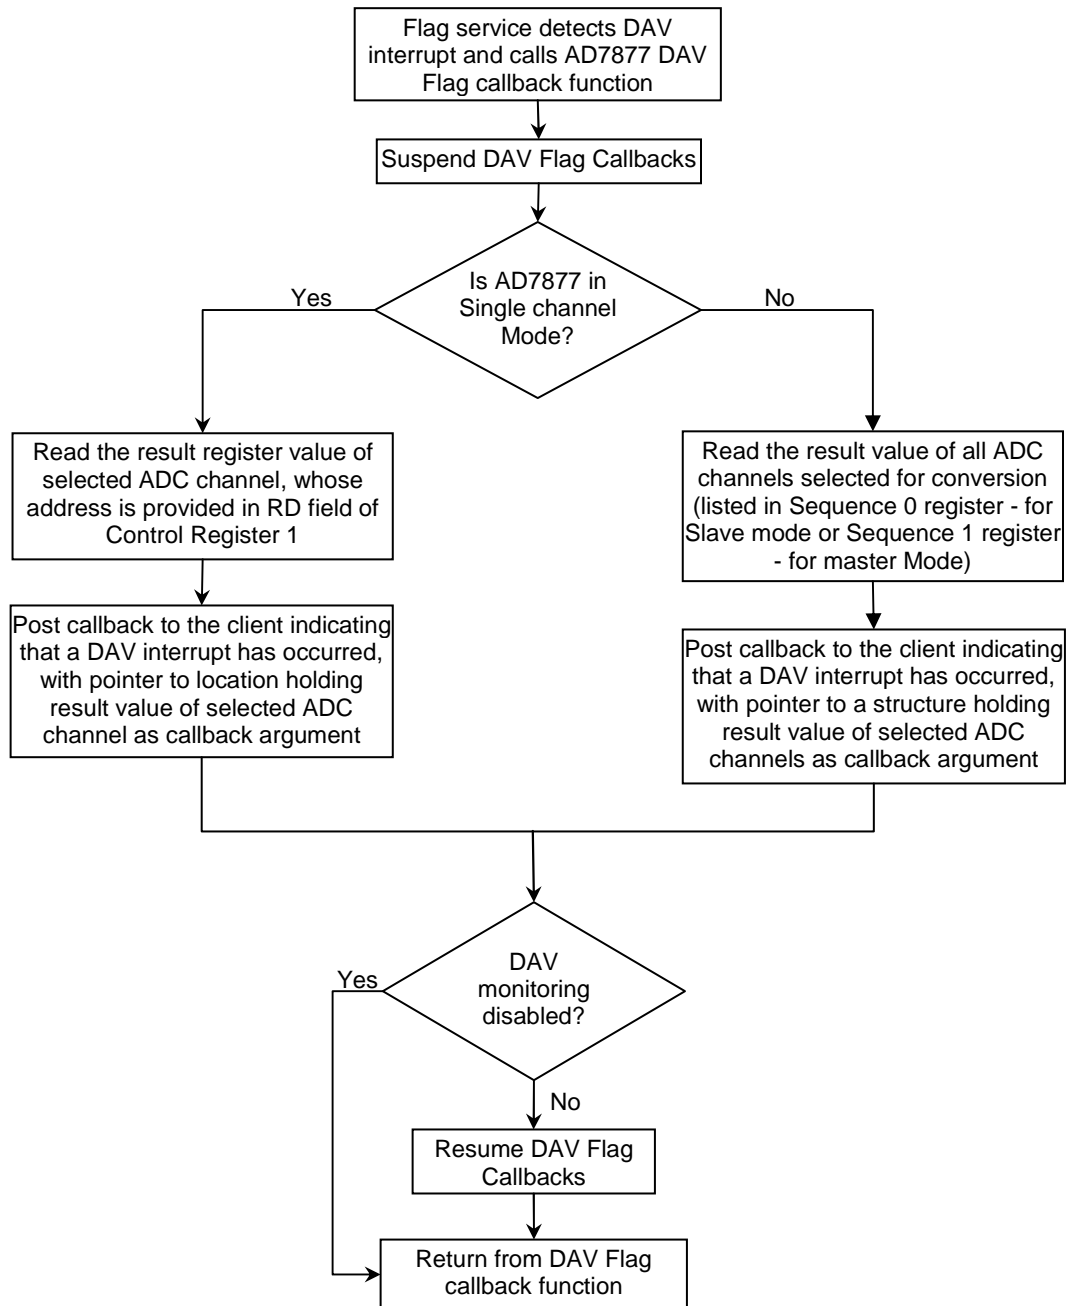 Flag service detects DAV
interrupt and calls AD7877 DAV
Flag callback function
Suspend DAV Flag Callbacks
Is AD7877 in
Single channel
Mode?
Yes
No
Read the result register value of
selected ADC channel, whose
address is provided in RD field of
Control Register 1
Read the result value of all ADC
channels selected for conversion
(listed in Sequence 0 register - for
Slave mode or Sequence 1 register
- for master Mode)
Post callback to the client indicating
that a DAV interrupt has occurred,
with pointer to location holding
result value of selected ADC
channel as callback argument
Post callback to the client indicating
that a DAV interrupt has occurred,
with pointer to a structure holding
result value of selected ADC
channels as callback argument
DAV
monitoring
disabled?
Yes
No
Resume DAV Flag
Callbacks
Return from DAV Flag
callback function